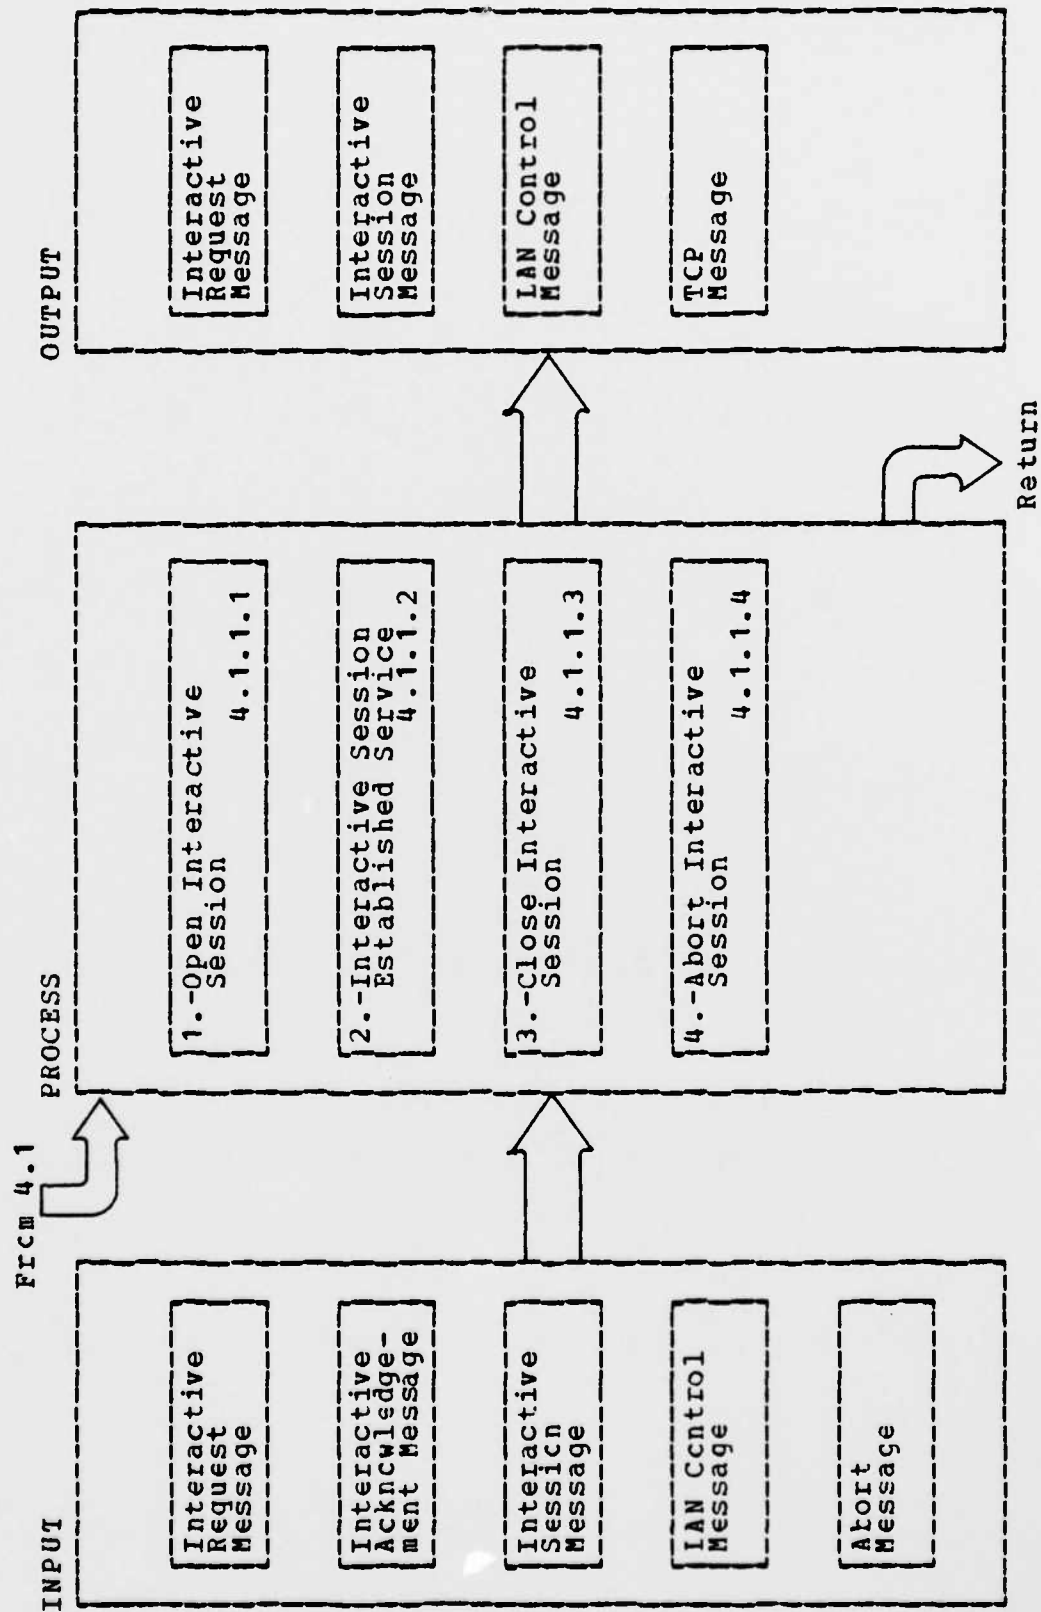 From 4.1
INPUT
Interactive
Request
Message
Interactive
Acknowledge-
ment Message
Interactive
Session
Message
LAN Control
Message
Abort
Message
PROCESS
1.-Open Interactive
Session
4.1.1.1
2.-Interactive Session
Established Service
4.1.1.2
3.-Close Interactive
Session
4.1.1.3
4.-Abort Interactive
Session
4.1.1.4
OUTPUT
Interactive
Request
Message
Interactive
Session
Message
LAN Control
Message
TCP
Message
Return